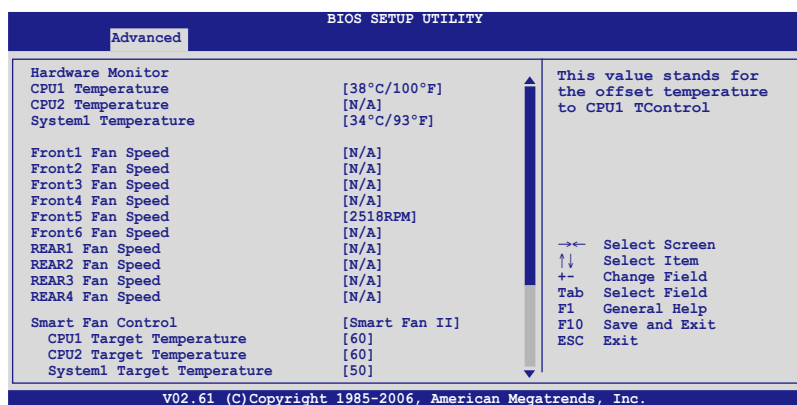 BIOS SETUP UTILITY
Advanced
Hardware Monitor
CPU1 Temperature [38°C/100°F]
CPU2 Temperature [N/A]
System1 Temperature [34°C/93°F]
Front1 Fan Speed [N/A]
Front2 Fan Speed [N/A]
Front3 Fan Speed [N/A]
Front4 Fan Speed [N/A]
Front5 Fan Speed [2518RPM]
Front6 Fan Speed [N/A]
REAR1 Fan Speed [N/A]
REAR2 Fan Speed [N/A]
REAR3 Fan Speed [N/A]
REAR4 Fan Speed [N/A]
Smart Fan Control [Smart Fan II]
CPU1 Target Temperature [60]
CPU2 Target Temperature [60]
System1 Target Temperature [50]
This value stands for
the offset temperature
to CPU1 TControl
→← Select Screen
↑↓ Select Item
+- Change Field
Tab Select Field
F1 General Help
F10 Save and Exit
ESC Exit
V02.61 (C)Copyright 1985-2006, American Megatrends, Inc.